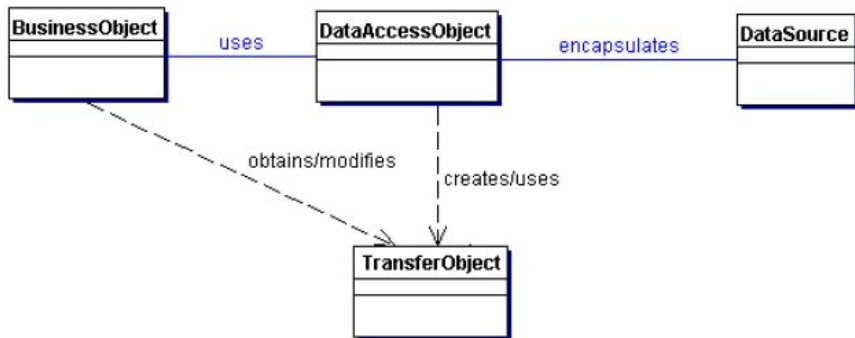 BusinessObject
uses
DataAccessObject
encapsulates
DataSource
obtains/modifies
creates/uses
TransferObject